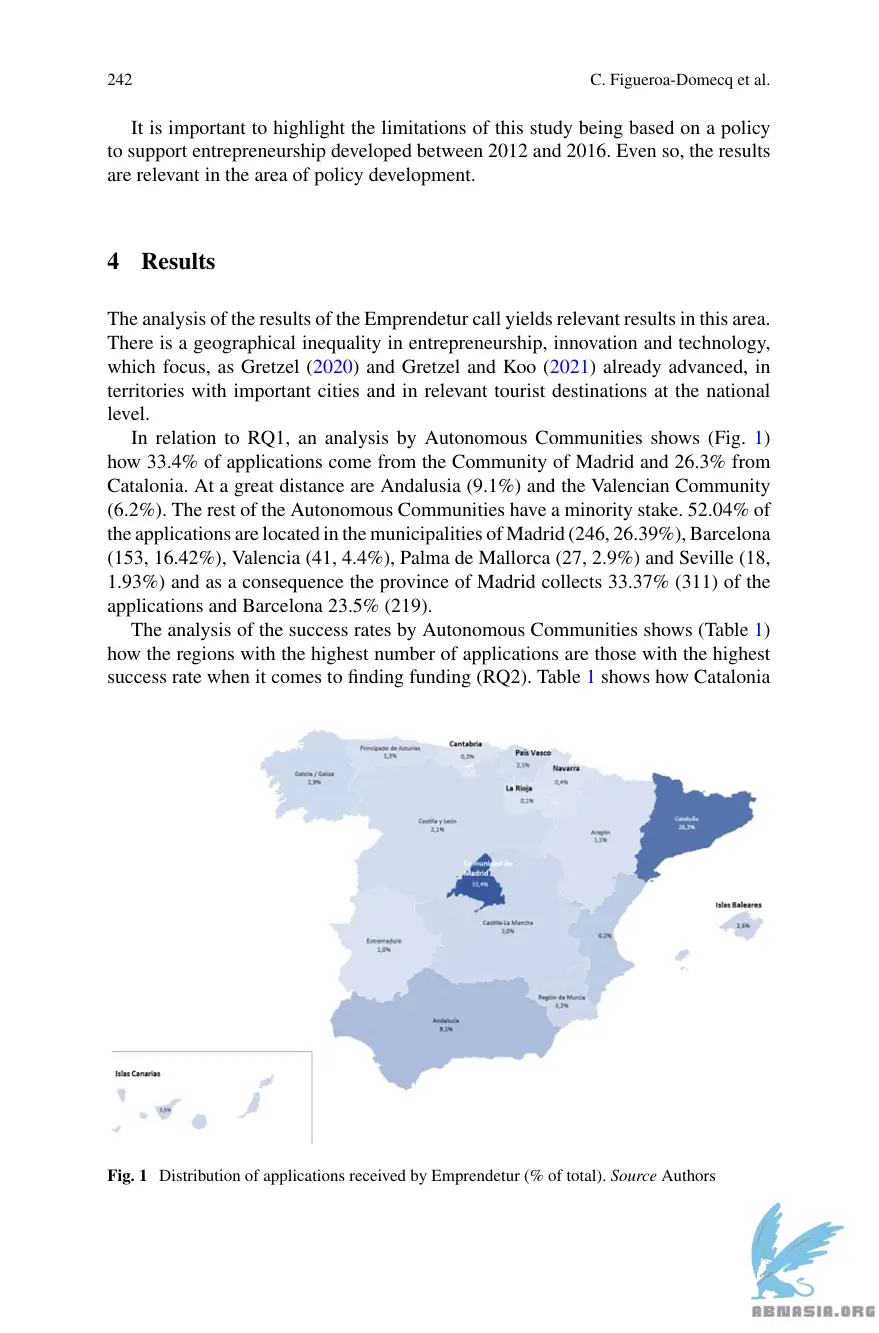 242
C. Figueroa-Domecq et al.
It is important to highlight the limitations of this study being based on a policy
to support entrepreneurship developed between 2012 and 2016. Even so, the results
are relevant in the area of policy development.
4 Results
The analysis of the results of the Emprendetur call yields relevant results in this area.
There is a geographical inequality in entrepreneurship, innovation and technology,
which focus, as Gretzel (2020) and Gretzel and Koo (2021) already advanced, in
territories with important cities and in relevant tourist destinations at the national
level.
In relation to RQ1, an analysis by Autonomous Communities shows (Fig. 1)
how 33.4% of applications come from the Community of Madrid and 26.3% from
Catalonia. At a great distance are Andalusia (9.1%) and the Valencian Community
(6.2%). The rest of the Autonomous Communities have a minority stake. 52.04% of
the applications are located in the municipalities of Madrid (246, 26.39%), Barcelona
(153, 16.42%), Valencia (41, 4.4%), Palma de Mallorca (27, 2.9%) and Seville (18,
1.93%) and as a consequence the province of Madrid collects 33.37% (311) of the
applications and Barcelona 23.5% (219).
The analysis of the success rates by Autonomous Communities shows (Table 1)
how the regions with the highest number of applications are those with the highest
success rate when it comes to finding funding (RQ2). Table 1 shows how Catalonia
Principado de Asturias
1,3%
Cantabria
0,2%
País Vasco
2,1%
Navarra
0,4%
Galicia / Galiza
2,9%
La Rioja
Castilla y León
2,1%
Aragón
Cataluña
26,3%
Comunidad de
Madrid
33,4%
Islas Baleares
3,6%
Castilla-La Mancha
3,0%
6,2%
Extremadura
Región de Murcia
Andalucía
9,1%
Islas Canarias
Fig. 1 Distribution of applications received by Emprendetur (% of total). Source Authors
ABNASIA.ORG